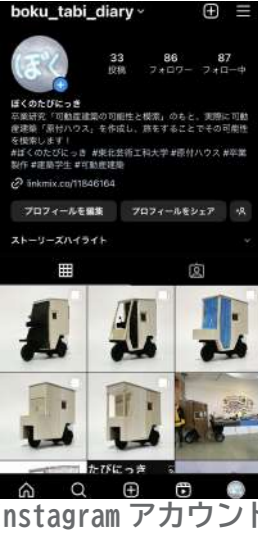 boku_tabi_diary
ぼく
33
86
87
投稿
フォロワー
フォロー中
ぼくのたびにっき
卒業研究「可動産建築の可能性と模索」のもと、実際に可動
産建築「原付ハウス」を作成し、旅をすることでその可能性
を模索します!
#ぼくのたびにっき #東北芸術工科大学 #原付ハウス #卒業
製作 #建築学生 #可動産建築
linkmix.co/11846164
プロフィールを編集
プロフィールをシェア
ストーリーズハイライト
たびにっき
nstagram アカウント